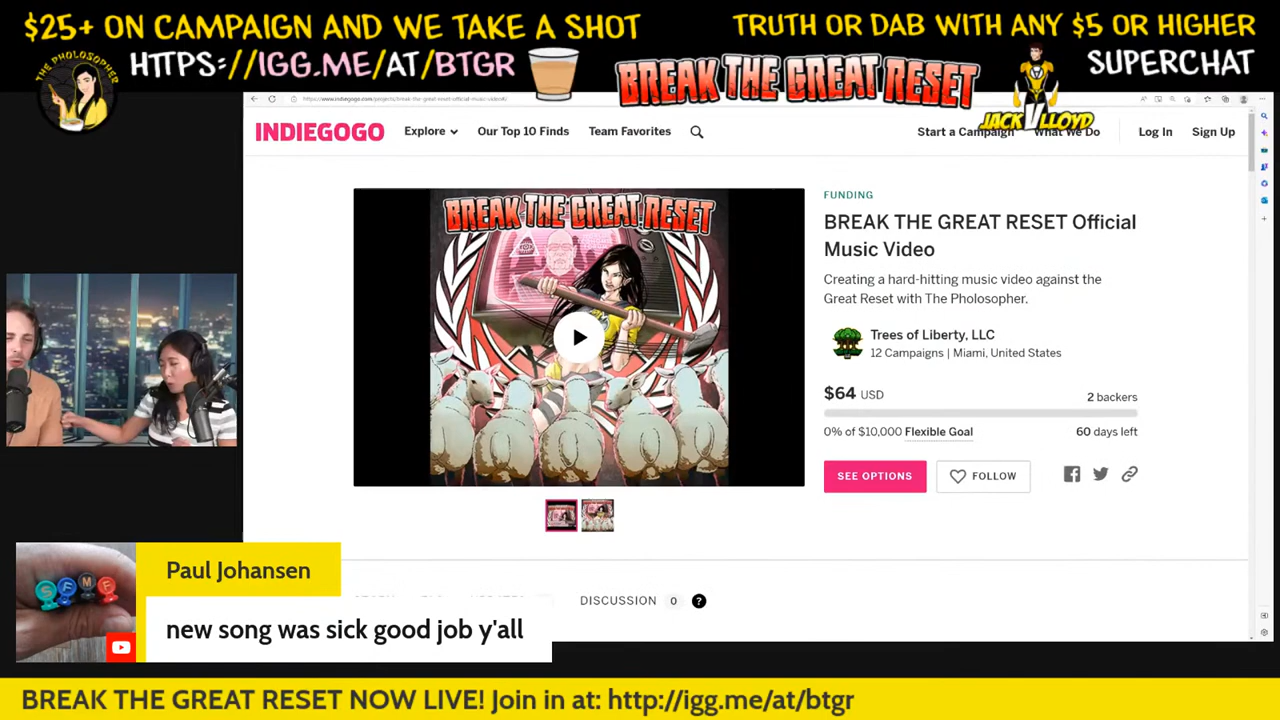 $25+ ON CAMPAIGN AND WE TAKE A SHOT
HTTPS://IGG.ME/AT/BTGR
THE PHOLOSOPHER
BREAK THE GREAT RESET
TRUTH OR DAB WITH ANY $5 OR HIGHER
SUPERCHAT
JACK V LLOYD
INDIEGOGO
Explore
Our Top 10 Finds
Team Favorites
Start a Campaign
What We Do
Log In
Sign Up
BREAK THE GREAT RESET
FUNDING
BREAK THE GREAT RESET Official
Music Video
Creating a hard-hitting music video against the
Great Reset with The Pholosopher.
Trees of Liberty, LLC
12 Campaigns | Miami, United States
$64 USD
2 backers
0% of $10,000 Flexible Goal
60 days left
SEE OPTIONS
FOLLOW
DISCUSSION 0 ?
S F M F
Paul Johansen
new song was sick good job y'all
BREAK THE GREAT RESET NOW LIVE! Join in at: http://igg.me/at/btgr